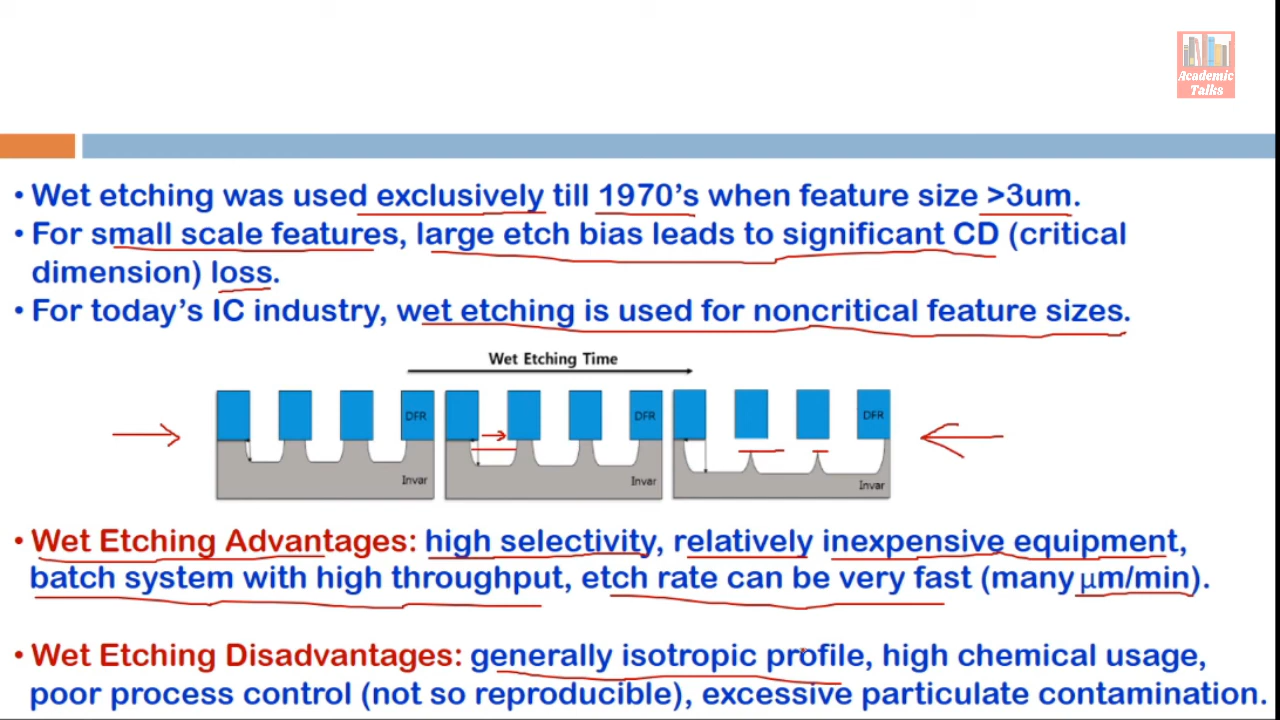 Academic
Talks
• Wet etching was used exclusively till 1970's when feature size >3um.
• For small scale features, large etch bias leads to significant CD (critical
dimension) loss.
• For today's IC industry, wet etching is used for noncritical feature sizes.
Wet Etching Time
DFR DFR DFR
Invar Invar Invar
• Wet Etching Advantages: high selectivity, relatively inexpensive equipment,
batch system with high throughput, etch rate can be very fast (many μm/min).
• Wet Etching Disadvantages: generally isotropic profile, high chemical usage,
poor process control (not so reproducible), excessive particulate contamination.